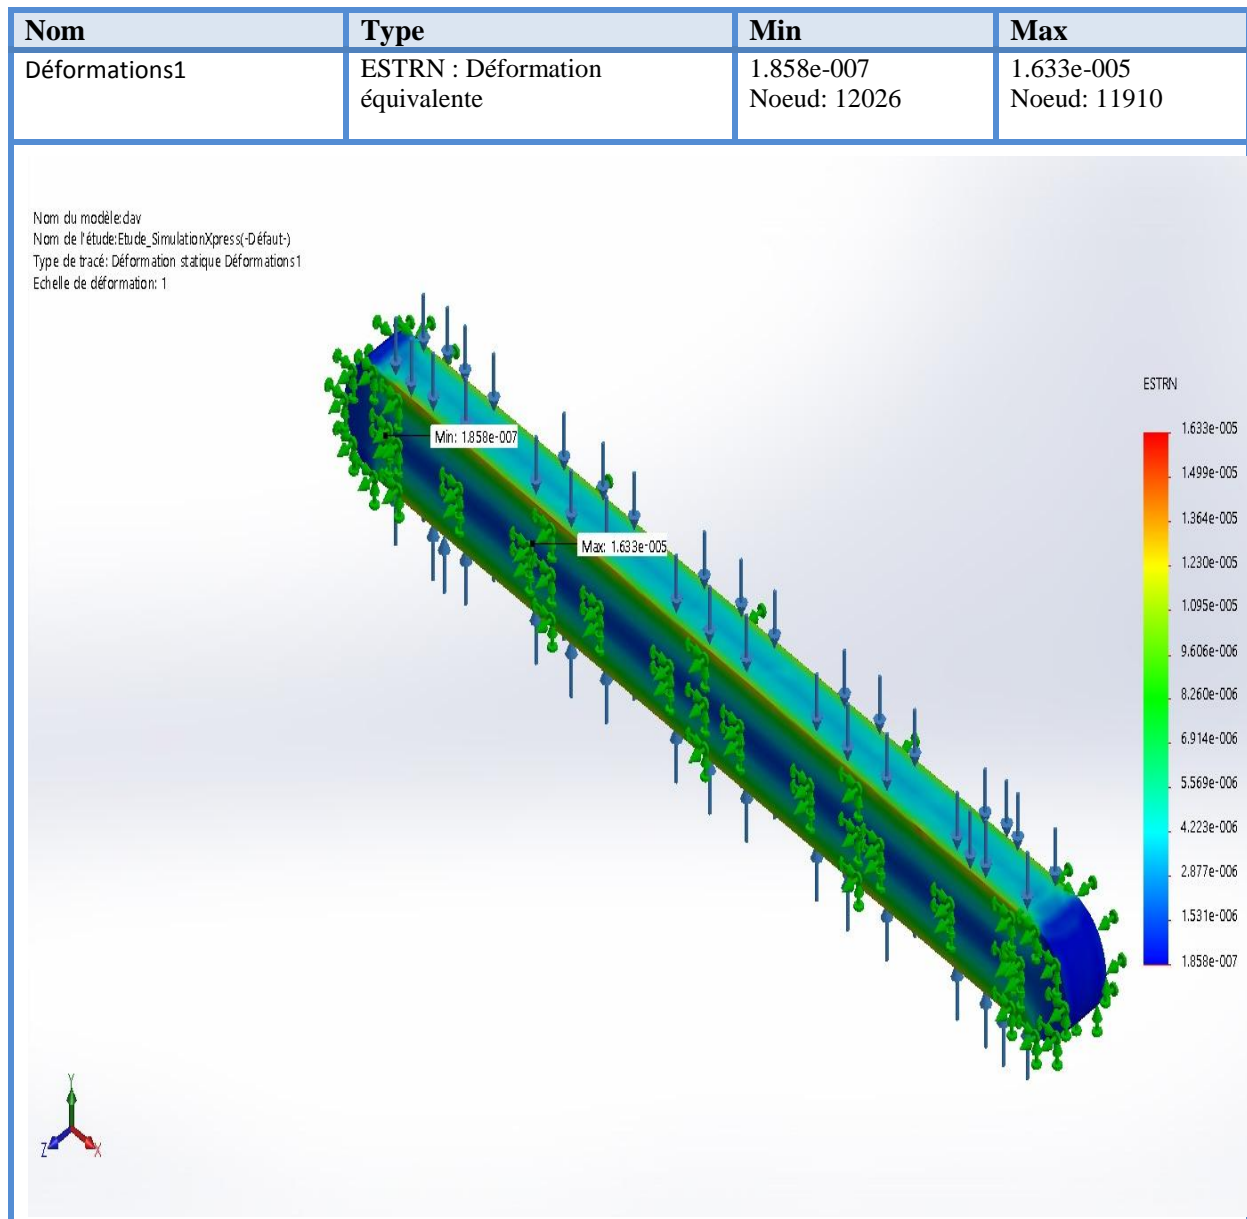 Nom Type Min Max
Déformations1 ESTRN : Déformation 1.858e-007 1.633e-005
équivalente Noeud: 12026 Noeud: 11910
Nom du modèle:dav
Nom de l'étude:Etude_SimulationXpress(-Défaut-)
Type de tracé: Déformation statique Déformations1
Echelle de déformation: 1
ESTRN
1.633e-005
1.499e-005
1.364e-005
1.230e-005
1.095e-005
9.606e-006
8.260e-006
6.914e-006
5.569e-006
4.223e-006
2.877e-006
1.531e-006
1.858e-007
Min: 1.858e-007
Max: 1.633e-005
Y
Z X